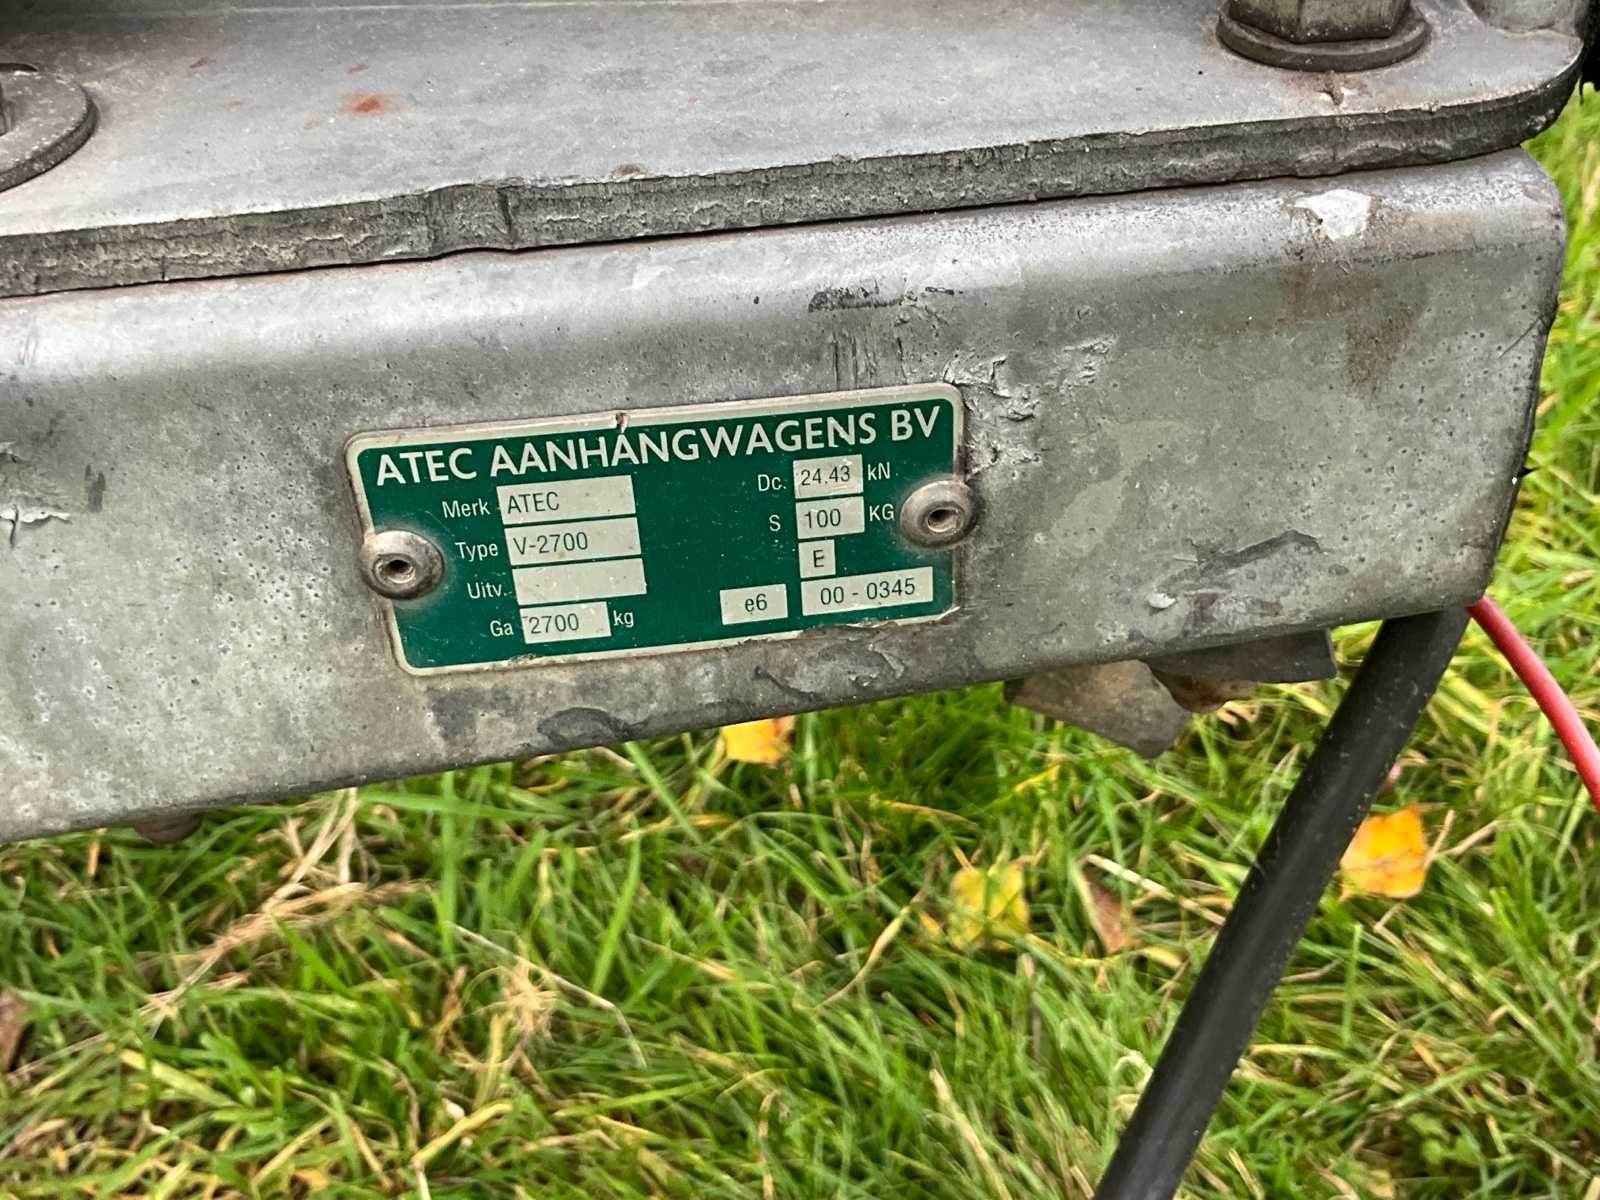 ATEC AANHANGWAGENS BV
Merk ATEC
Type V-2700
Uitv.
Ga 2700 kg
Dc. 24.43 kN
S 100 KG
E
e6 00 - 0345